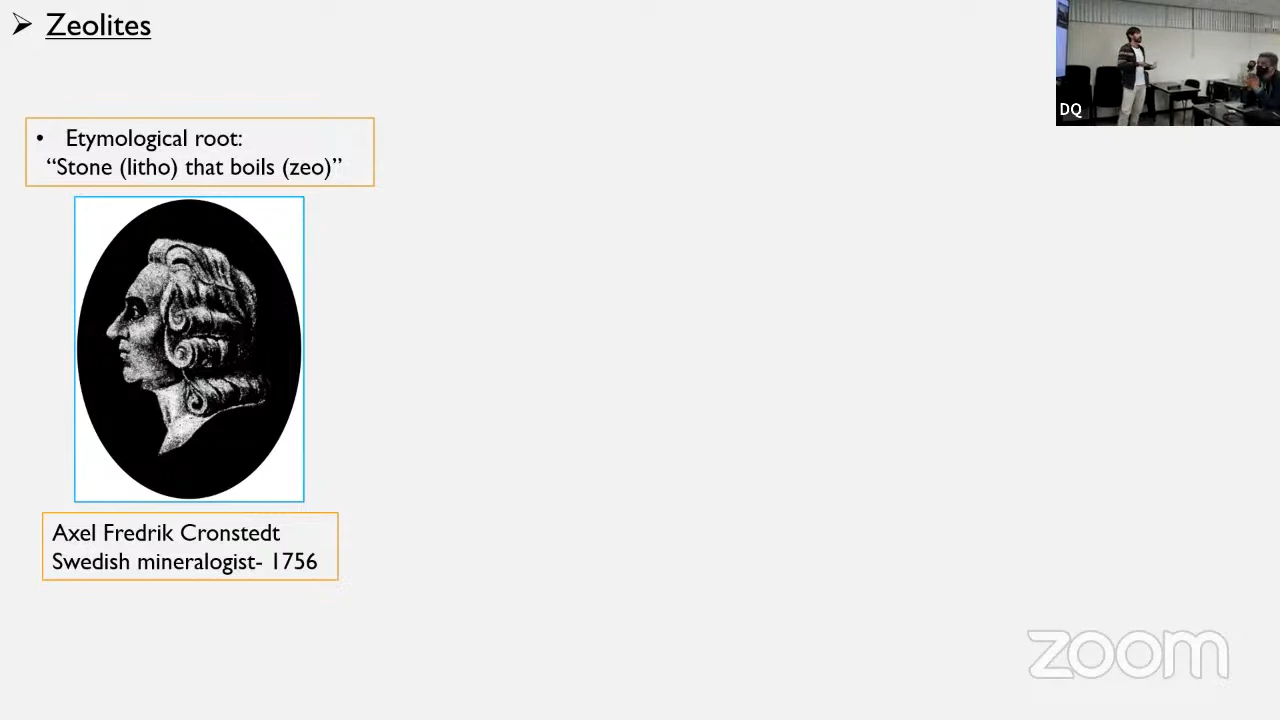 ➢ Zeolites
• Etymological root:
“Stone (litho) that boils (zeo)”
Axel Fredrik Cronstedt
Swedish mineralogist- 1756
DQ
zoom